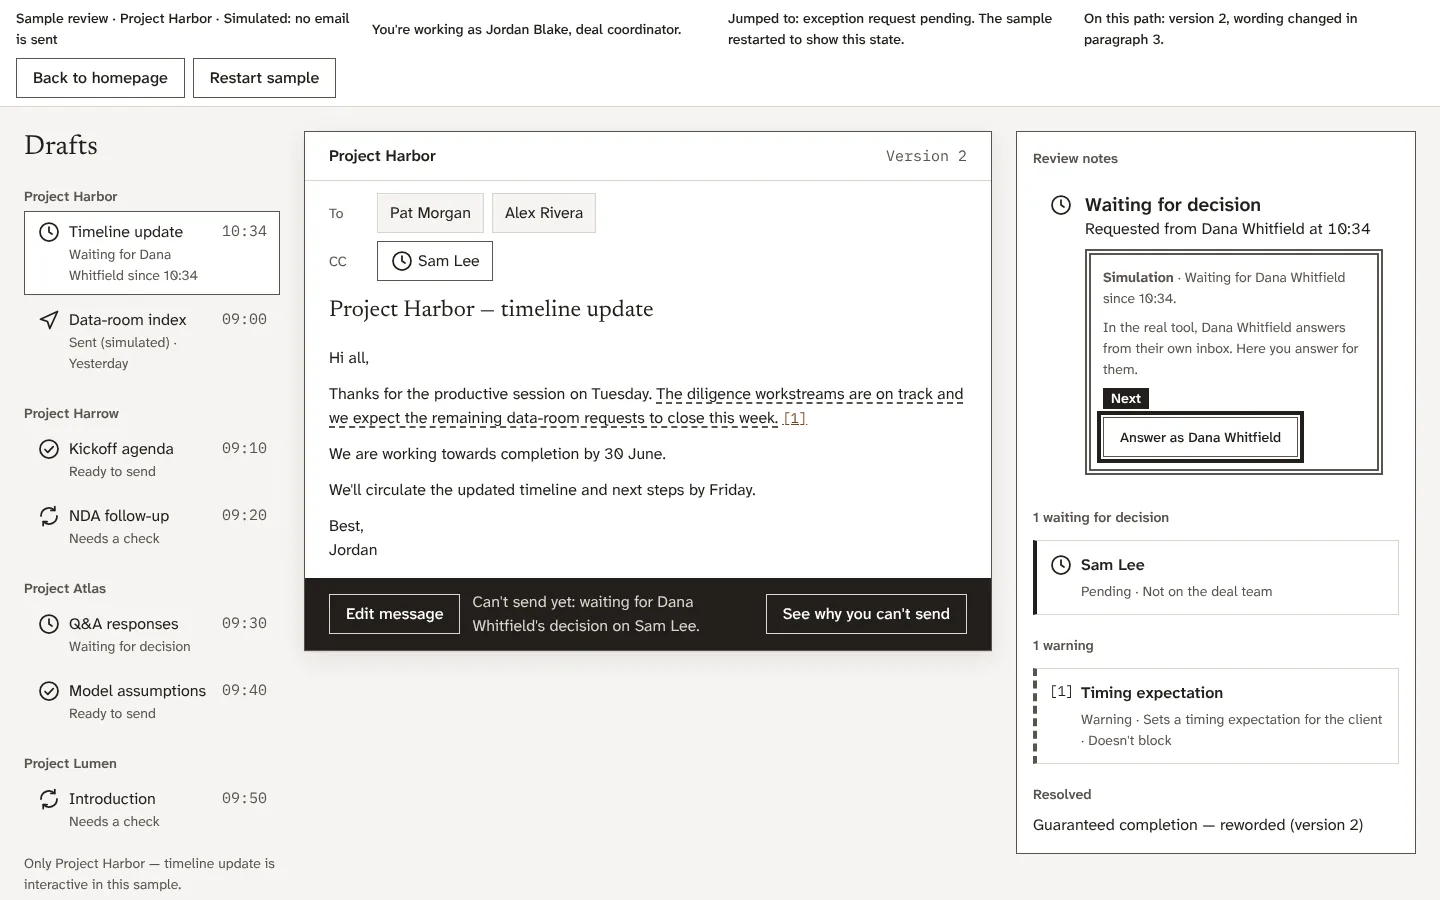 Sample review · Project Harbor · Simulated: no email
is sent
You're working as Jordan Blake, deal coordinator.
Jumped to: exception request pending. The sample
restarted to show this state.
On this path: version 2, wording changed in
paragraph 3.
Back to homepage
Restart sample
Drafts
Project Harbor
Timeline update 10:34
Waiting for Dana
Whitfield since 10:34
Data-room index 09:00
Sent (simulated) ·
Yesterday
Project Harrow
Kickoff agenda 09:10
Ready to send
NDA follow-up 09:20
Needs a check
Project Atlas
Q&A responses 09:30
Waiting for decision
Model assumptions 09:40
Ready to send
Project Lumen
Introduction 09:50
Needs a check
Only Project Harbor — timeline update is
interactive in this sample.
Project Harbor Version 2
To Pat Morgan Alex Rivera
CC Sam Lee
Project Harbor — timeline update
Hi all,
Thanks for the productive session on Tuesday. The diligence workstreams are on track and
we expect the remaining data-room requests to close this week. [1]
We are working towards completion by 30 June.
We'll circulate the updated timeline and next steps by Friday.
Best,
Jordan
Edit message
Can't send yet: waiting for Dana
Whitfield's decision on Sam Lee.
See why you can't send
Review notes
Waiting for decision
Requested from Dana Whitfield at 10:34
Simulation · Waiting for Dana Whitfield
since 10:34.
In the real tool, Dana Whitfield answers
from their own inbox. Here you answer for
them.
Next
Answer as Dana Whitfield
1 waiting for decision
Sam Lee
Pending · Not on the deal team
1 warning
[1] Timing expectation
Warning · Sets a timing expectation for the client
· Doesn't block
Resolved
Guaranteed completion — reworded (version 2)